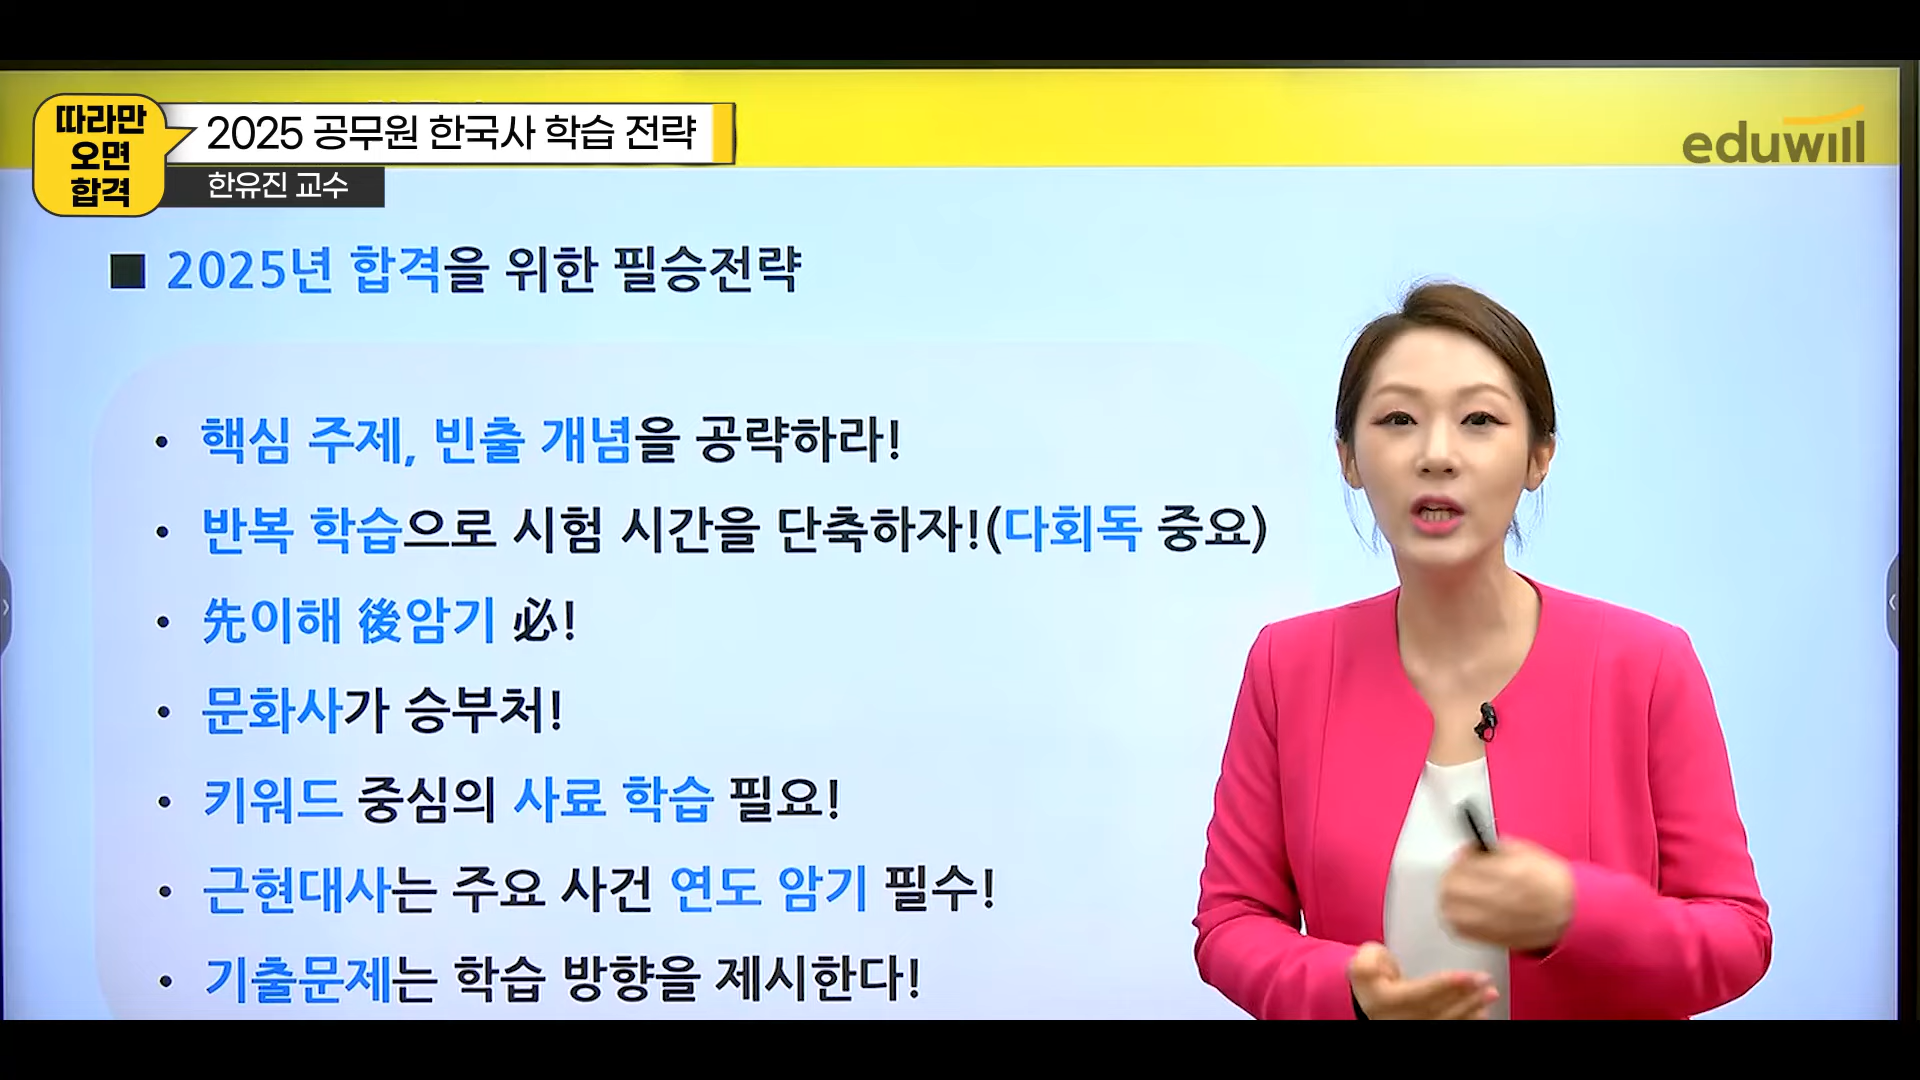 따라만
오면
합격
2025 공무원 한국사 학습 전략
한유진 교수
eduwill
■ 2025년 합격을 위한 필승전략
• 핵심 주제, 빈출 개념을 공략하라!
• 반복 학습으로 시험 시간을 단축하자!(다회독 중요)
• 先이해 後암기 必!
• 문화사가 승부처!
• 키워드 중심의 사료 학습 필요!
• 근현대사는 주요 사건 연도 암기 필수!
• 기출문제는 학습 방향을 제시한다!